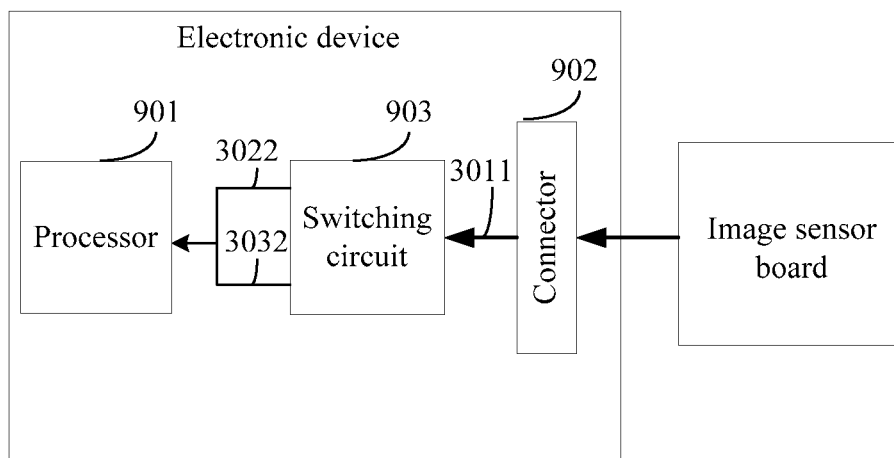 Electronic device
902
901
903
3022
3011
Processor
3032
Switching
circuit
Connector
Image sensor
board